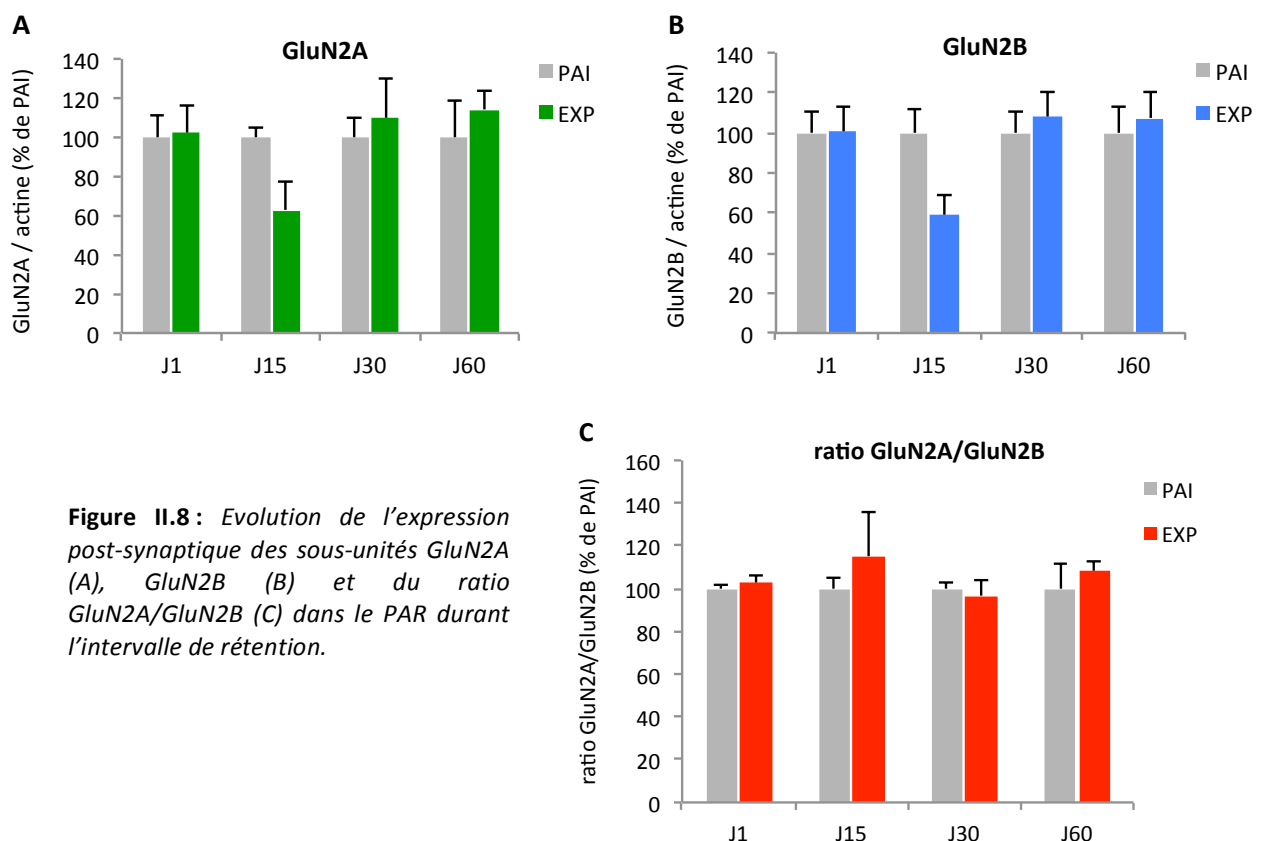 A
GluN2A
GluN2A / actine (% de PAI)
140
120
100
80
60
40
20
0
J1 J15 J30 J60
PAI
EXP
B
GluN2B
GluN2B / actine (% de PAI)
140
120
100
80
60
40
20
0
J1 J15 J30 J60
PAI
EXP
Figure II.8 : Evolution de l'expression
post-synaptique des sous-unités GluN2A
(A), GluN2B (B) et du ratio
GluN2A/GluN2B (C) dans le PAR durant
l'intervalle de rétention.
C
ratio GluN2A/GluN2B
ratio GluN2A/GluN2B (% de PAI)
160
140
120
100
80
60
40
20
0
J1 J15 J30 J60
PAI
EXP